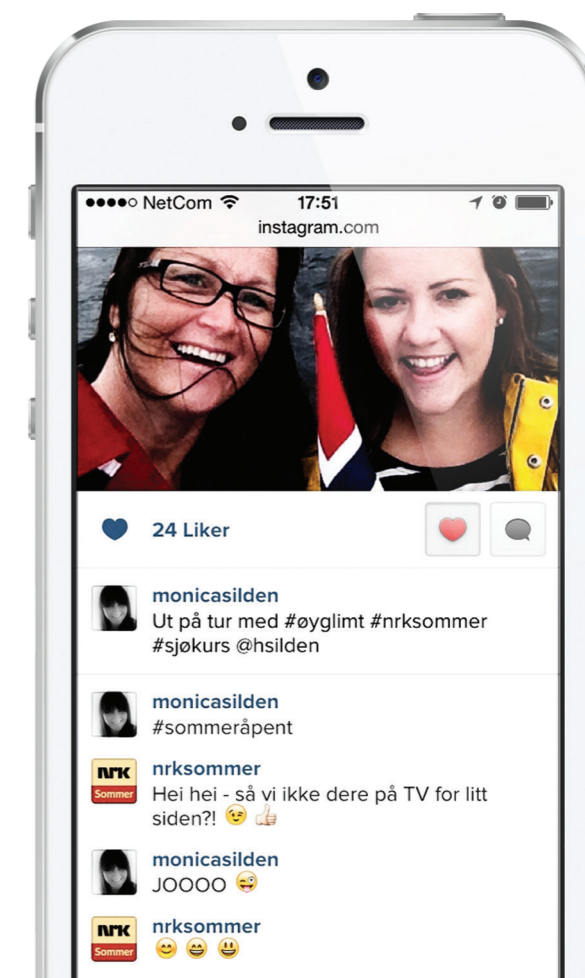 NetCom 17:51
instagram.com
24 Liker
monicasilden
Ut på tur med #øyglimt #nrksommer
#sjøkurs @hsilden
monicasilden
#sommeråpent
NRK
Sommer
nrksommer
Hei hei - så vi ikke dere på TV for litt
siden?! 😉 👍
monicasilden
JOOOO 😜
NRK
Sommer
nrksommer
😊 😄 😃